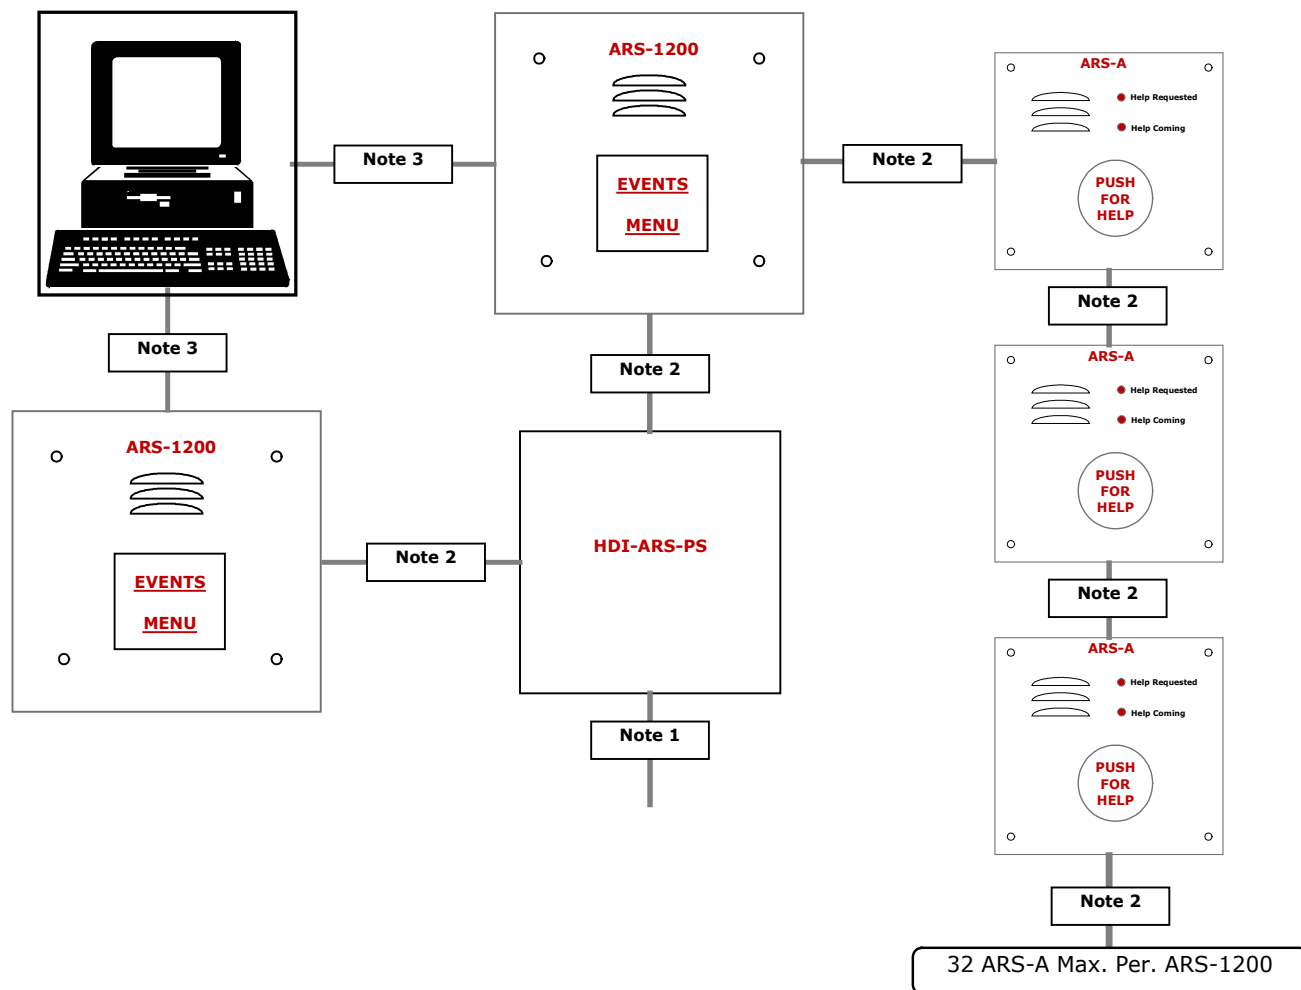 ARS-1200
EVENTS
MENU
Note 3
Note 2
ARS-A
Help Requested
Help Coming
PUSH
FOR
HELP
Note 2
Note 3
Note 2
ARS-A
Help Requested
Help Coming
PUSH
FOR
HELP
ARS-1200
EVENTS
MENU
Note 2
HDI-ARS-PS
Note 2
ARS-A
Help Requested
Help Coming
PUSH
FOR
HELP
Note 1
Note 2
32 ARS-A Max. Per. ARS-1200